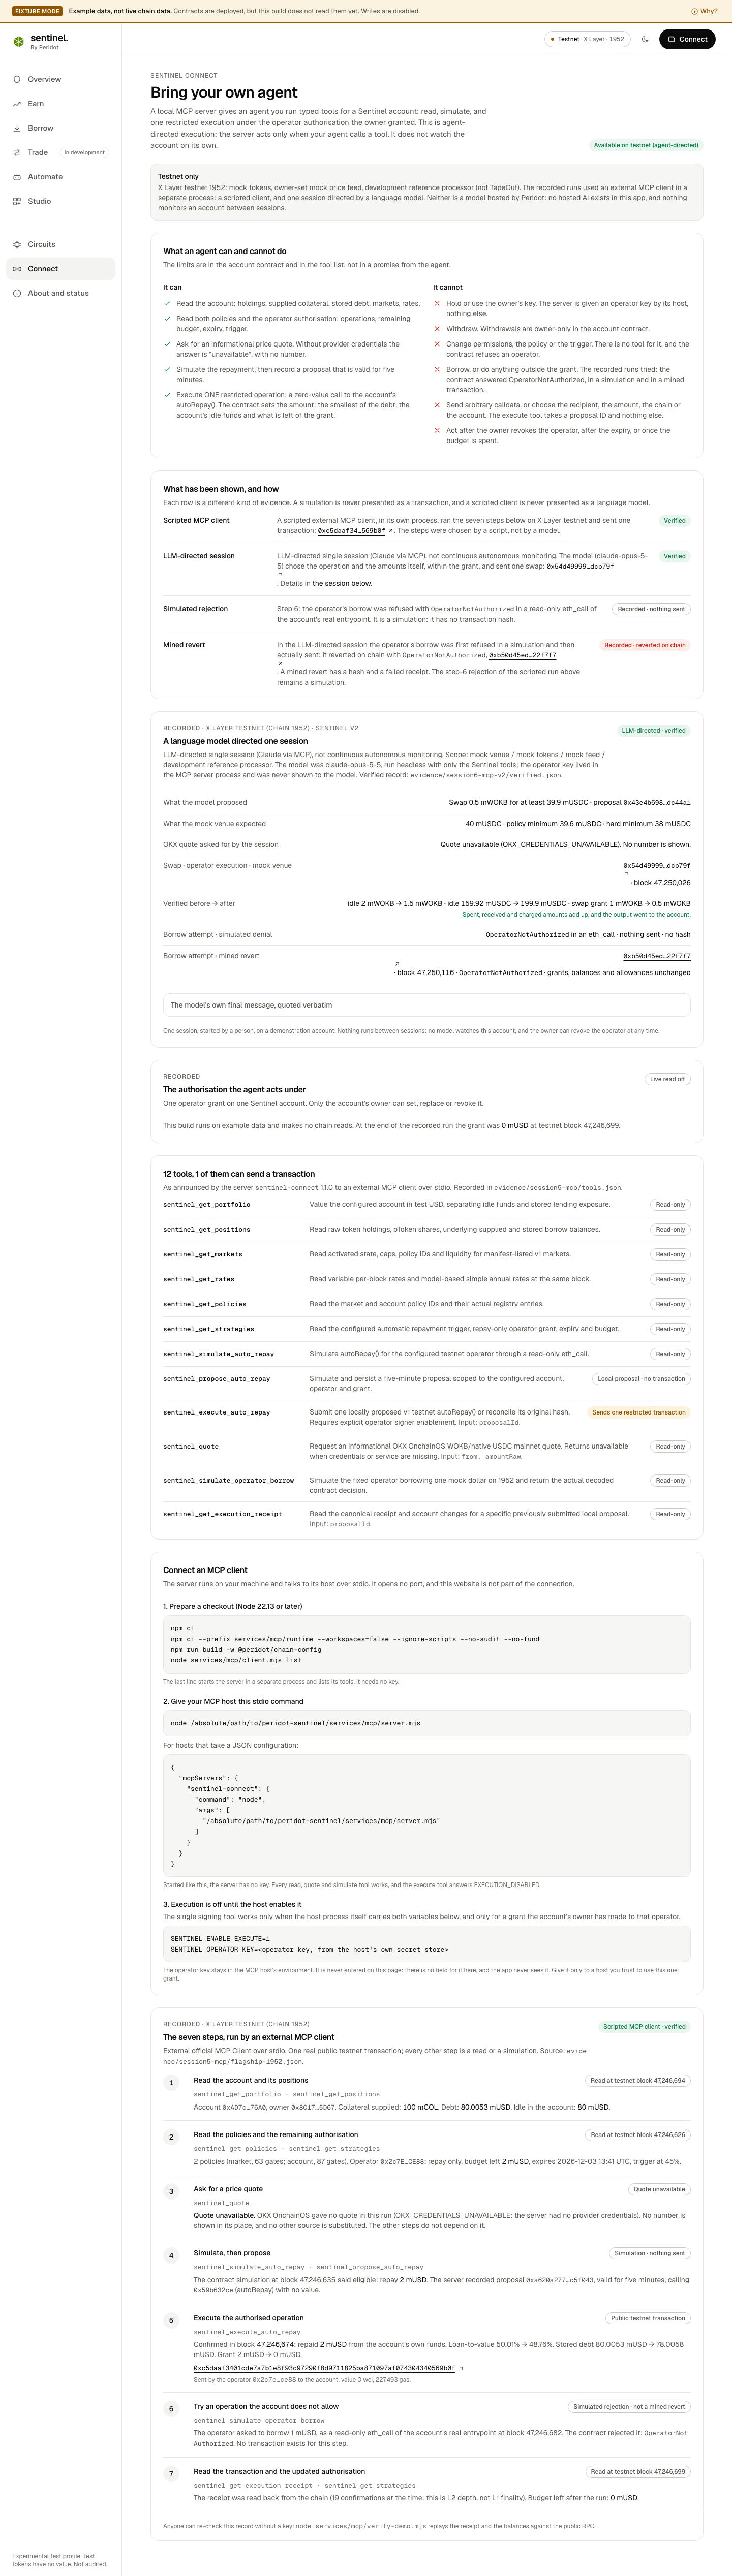 FIXTURE MODE Example data, not live chain data. Contracts are deployed, but this build does not read them yet. Writes are disabled. Why?
sentinel.
By Peridot
Testnet X Layer · 1952
Connect
Overview
Earn
Borrow
Trade In development
Automate
Studio
Circuits
Connect
About and status
SENTINEL CONNECT
Bring your own agent
A local MCP server gives an agent you run typed tools for a Sentinel account: read, simulate, and
one restricted execution under the operator authorisation the owner granted. This is agent-
directed execution: the server acts only when your agent calls a tool. It does not watch the
account on its own.
Available on testnet (agent-directed)
Testnet only
X Layer testnet 1952: mock tokens, owner-set mock price feed, development reference processor (not TapeOut). The recorded runs used an external MCP client in a
separate process: a scripted client, and one session directed by a language model. Neither is a model hosted by Peridot: no hosted AI exists in this app, and nothing
monitors an account between sessions.
What an agent can and cannot do
The limits are in the account contract and in the tool list, not in a promise from the agent.
It can
Read the account: holdings, supplied collateral, stored debt, markets, rates.
Read both policies and the operator authorisation: operations, remaining
budget, expiry, trigger.
Ask for an informational price quote. Without provider credentials the
answer is "unavailable", with no number.
Simulate the repayment, then record a proposal that is valid for five
minutes.
Execute ONE restricted operation: a zero-value call to the account's
autoRepay(). The contract sets the amount: the smallest of the debt, the
account's idle funds and what is left of the grant.
It cannot
Hold or use the owner's key. The server is given an operator key by its host,
nothing else.
Withdraw. Withdrawals are owner-only in the account contract.
Change permissions, the policy or the trigger. There is no tool for it, and the
contract refuses an operator.
Borrow, or do anything outside the grant. The recorded runs tried: the
contract answered OperatorNotAuthorized, in a simulation and in a mined
transaction.
Send arbitrary calldata, or choose the recipient, the amount, the chain or
the account. The execute tool takes a proposal ID and nothing else.
Act after the owner revokes the operator, after the expiry, or once the
budget is spent.
What has been shown, and how
Each row is a different kind of evidence. A simulation is never presented as a transaction, and a scripted client is never presented as a language model.
Scripted MCP client
A scripted external MCP client, in its own process, ran the seven steps below on X Layer testnet and sent one
transaction: 0xc5daaf34…569b0f ↗. The steps were chosen by a script, not by a model.
Verified
LLM-directed session
LLM-directed single session (Claude via MCP), not continuous autonomous monitoring. The model (claude-opus-5-
5) chose the operation and the amounts itself, within the grant, and sent one swap: 0x54d49999…dcb79f
↗
. Details in the session below.
Verified
Simulated rejection
Step 6: the operator's borrow was refused with OperatorNotAuthorized in a read-only eth_call of
the account's real entrypoint. It is a simulation: it has no transaction hash.
Recorded · nothing sent
Mined revert
In the LLM-directed session the operator's borrow was first refused in a simulation and then
actually sent: it reverted on chain with OperatorNotAuthorized, 0xb50d45ed…22f7f7
↗
. A mined revert has a hash and a failed receipt. The step-6 rejection of the scripted run above
remains a simulation.
Recorded · reverted on chain
RECORDED · X LAYER TESTNET (CHAIN 1952) · SENTINEL V2
A language model directed one session
LLM-directed single session (Claude via MCP), not continuous autonomous monitoring. Scope: mock venue / mock tokens / mock feed /
development reference processor. The model was claude-opus-5-5, run headless with only the Sentinel tools; the operator key lived in
the MCP server process and was never shown to the model. Verified record: evidence/session6-mcp-v2/verified.json.
LLM-directed · verified
What the model proposed
Swap 0.5 mWOKB for at least 39.9 mUSDC · proposal 0x43e4b698…dc44a1
What the mock venue expected
40 mUSDC · policy minimum 39.6 mUSDC · hard minimum 38 mUSDC
OKX quote asked for by the session
Quote unavailable (OKX_CREDENTIALS_UNAVAILABLE). No number is shown.
Swap · operator execution · mock venue
0x54d49999…dcb79f
↗
· block 47,250,026
Verified before → after
idle 2 mWOKB → 1.5 mWOKB · idle 159.92 mUSDC → 199.9 mUSDC · swap grant 1 mWOKB → 0.5 mWOKB
Spent, received and charged amounts add up, and the output went to the account.
Borrow attempt · simulated denial
OperatorNotAuthorized in an eth_call · nothing sent · no hash
Borrow attempt · mined revert
0xb50d45ed…22f7f7
↗
· block 47,250,116 · OperatorNotAuthorized · grants, balances and allowances unchanged
The model's own final message, quoted verbatim
One session, started by a person, on a demonstration account. Nothing runs between sessions: no model watches this account, and the owner can revoke the operator at any time.
RECORDED
The authorisation the agent acts under
One operator grant on one Sentinel account. Only the account's owner can set, replace or revoke it.
Live read off
This build runs on example data and makes no chain reads. At the end of the recorded run the grant was 0 mUSD at testnet block 47,246,699.
12 tools, 1 of them can send a transaction
As announced by the server sentinel-connect 1.1.0 to an external MCP client over stdio. Recorded in evidence/session5-mcp/tools.json.
sentinel_get_portfolio
Value the configured account in test USD, separating idle funds and stored lending exposure.
Read-only
sentinel_get_positions
Read raw token holdings, pToken shares, underlying supplied and stored borrow balances.
Read-only
sentinel_get_markets
Read activated state, caps, policy IDs and liquidity for manifest-listed v1 markets.
Read-only
sentinel_get_rates
Read variable per-block rates and model-based simple annual rates at the same block.
Read-only
sentinel_get_policies
Read the market and account policy IDs and their actual registry entries.
Read-only
sentinel_get_strategies
Read the configured automatic repayment trigger, repay-only operator grant, expiry and budget.
Read-only
sentinel_simulate_auto_repay
Simulate autoRepay() for the configured testnet operator through a read-only eth_call.
Read-only
sentinel_propose_auto_repay
Simulate and persist a five-minute proposal scoped to the configured account,
operator and grant.
Local proposal · no transaction
sentinel_execute_auto_repay
Submit one locally proposed v1 testnet autoRepay() or reconcile its original hash.
Requires explicit operator signer enablement. Input: proposalId.
Sends one restricted transaction
sentinel_quote
Request an informational OKX OnchainOS WOKB/native USDC mainnet quote. Returns unavailable
when credentials or service are missing. Input: from, amountRaw.
Read-only
sentinel_simulate_operator_borrow
Simulate the fixed operator borrowing one mock dollar on 1952 and return the actual decoded
contract decision.
Read-only
sentinel_get_execution_receipt
Read the canonical receipt and account changes for a specific previously submitted local proposal.
Input: proposalId.
Read-only
Connect an MCP client
The server runs on your machine and talks to its host over stdio. It opens no port, and this website is not part of the connection.
1. Prepare a checkout (Node 22.13 or later)
npm ci
npm ci --prefix services/mcp/runtime --workspaces=false --ignore-scripts --no-audit --no-fund
npm run build -w @peridot/chain-config
node services/mcp/client.mjs list
The last line starts the server in a separate process and lists its tools. It needs no key.
2. Give your MCP host this stdio command
node /absolute/path/to/peridot-sentinel/services/mcp/server.mjs
For hosts that take a JSON configuration:
{
"mcpServers": {
"sentinel-connect": {
"command": "node",
"args": [
"/absolute/path/to/peridot-sentinel/services/mcp/server.mjs"
]
}
}
}
Started like this, the server has no key. Every read, quote and simulate tool works, and the execute tool answers EXECUTION_DISABLED.
3. Execution is off until the host enables it
The single signing tool works only when the host process itself carries both variables below, and only for a grant the account's owner has made to that operator.
SENTINEL_ENABLE_EXECUTE=1
SENTINEL_OPERATOR_KEY=<operator key, from the host's own secret store>
The operator key stays in the MCP host's environment. It is never entered on this page: there is no field for it here, and the app never sees it. Give it only to a host you trust to use this one
grant.
RECORDED · X LAYER TESTNET (CHAIN 1952)
The seven steps, run by an external MCP client
External official MCP Client over stdio. One real public testnet transaction; every other step is a read or a simulation. Source: evide
nce/session5-mcp/flagship-1952.json.
Scripted MCP client · verified
1
Read the account and its positions
sentinel_get_portfolio · sentinel_get_positions
Account 0xAD7c…76A0, owner 0x8C17…5D67. Collateral supplied: 100 mCOL. Debt: 80.0053 mUSD. Idle in the account: 80 mUSD.
Read at testnet block 47,246,594
2
Read the policies and the remaining authorisation
sentinel_get_policies · sentinel_get_strategies
2 policies (market, 63 gates; account, 87 gates). Operator 0x2c7E…CE88: repay only, budget left 2 mUSD, expires 2026-12-03 13:41 UTC, trigger at 45%.
Read at testnet block 47,246,626
3
Ask for a price quote
sentinel_quote
Quote unavailable. OKX OnchainOS gave no quote in this run (OKX_CREDENTIALS_UNAVAILABLE: the server had no provider credentials). No number is
shown in its place, and no other source is substituted. The other steps do not depend on it.
Quote unavailable
4
Simulate, then propose
sentinel_simulate_auto_repay · sentinel_propose_auto_repay
The contract simulation at block 47,246,635 said eligible: repay 2 mUSD. The server recorded proposal 0xa620a277…c5f043, valid for five minutes, calling
0x59b632ce (autoRepay) with no value.
Simulation · nothing sent
5
Execute the authorised operation
sentinel_execute_auto_repay
Confirmed in block 47,246,674: repaid 2 mUSD from the account's own funds. Loan-to-value 50.01% → 48.76%. Stored debt 80.0053 mUSD → 78.0058
mUSD. Grant 2 mUSD → 0 mUSD.
0xc5daaf3401cde7a7b1e8f93c97290f8d9711825ba871097af074304340569b0f ↗
Sent by the operator 0x2c7e…ce88 to the account, value 0 wei, 227,493 gas.
Public testnet transaction
6
Try an operation the account does not allow
sentinel_simulate_operator_borrow
The operator asked to borrow 1 mUSD, as a read-only eth_call of the account's real entrypoint at block 47,246,682. The contract rejected it: OperatorNot
Authorized. No transaction exists for this step.
Simulated rejection · not a mined revert
7
Read the transaction and the updated authorisation
sentinel_get_execution_receipt · sentinel_get_strategies
The receipt was read back from the chain (19 confirmations at the time; this is L2 depth, not L1 finality). Budget left after the run: 0 mUSD.
Read at testnet block 47,246,699
Anyone can re-check this record without a key: node services/mcp/verify-demo.mjs replays the receipt and the balances against the public RPC.
Experimental test profile. Test
tokens have no value. Not audited.